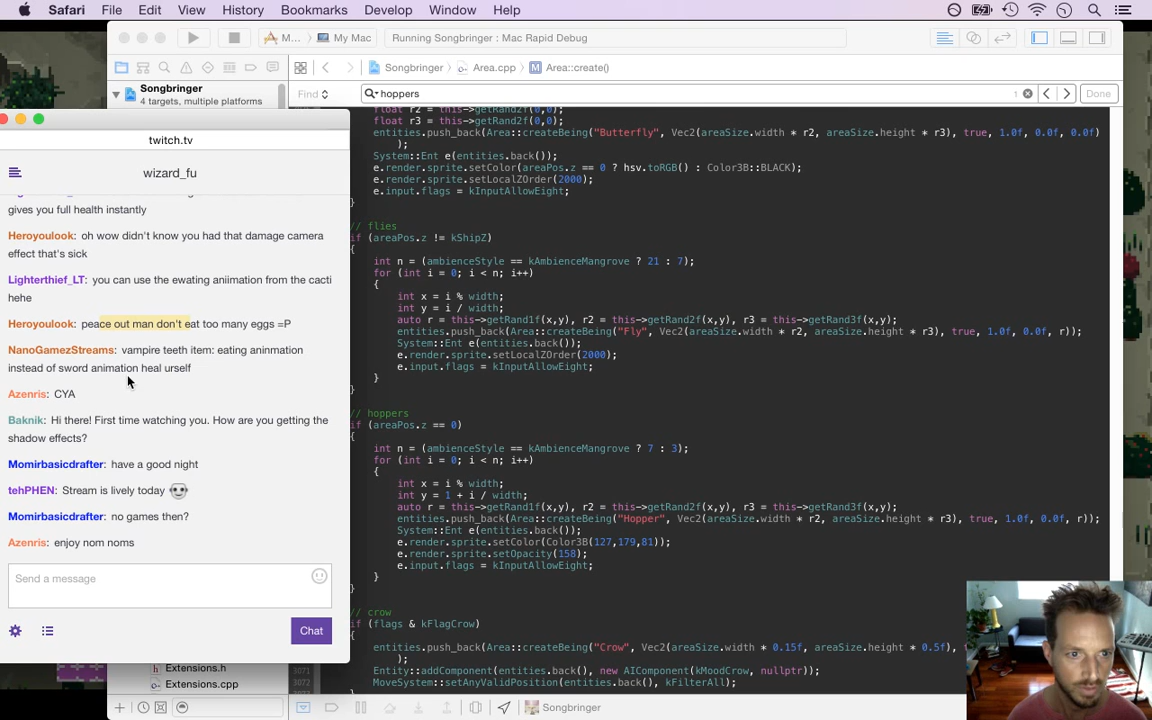 Safari File Edit View History Bookmarks Develop Window Help
M... My Mac
Running Songbringer : Mac Rapid Debug
Songbringer
4 targets, multiple platforms
Songbringer Area.cpp Area::create()
Find hoppers 1 Done
twitch.tv
wizard_fu
gives you full health instantly
Heroyoulook: oh wow didn't know you had that damage camera
effect that's sick
Lighterthief_LT: you can use the ewating aniimation from the cacti
hehe
Heroyoulook: peace out man don't eat too many eggs =P
NanoGamezStreams: vampire teeth item: eating aninmation
instead of sword animation heal urself
Azenris: CYA
Baknik: Hi there! First time watching you. How are you getting the
shadow effects?
Momirbasicdrafter: have a good night
tehPHEN: Stream is lively today
Momirbasicdrafter: no games then?
Azenris: enjoy nom noms
Send a message
Chat
Extensions.h
Extensions.cpp
float r2 = this->getRand2f(0,0);
float r3 = this->getRand3f(0,0);
entities.push_back(Area::createBeing("Butterfly", Vec2(areaSize.width * r2, areaSize.height * r3), true, 1.0f, 0.0f, 0.0f)
);
System::Ent e(entities.back());
e.render.sprite.setColor(areaPos.z == 0 ? hsv.toRGB() : Color3B::BLACK);
e.render.sprite.setLocalZOrder(2000);
e.input.flags = kInputAllowEight;
}
// flies
if (areaPos.z != kShipZ)
{
int n = (ambienceStyle == kAmbienceMangrove ? 21 : 7);
for (int i = 0; i < n; i++)
{
int x = i % width;
int y = i / width;
auto r = this->getRand1f(x,y), r2 = this->getRand2f(x,y), r3 = this->getRand3f(x,y);
entities.push_back(Area::createBeing("Fly", Vec2(areaSize.width * r2, areaSize.height * r3), true, 1.0f, 0.0f, r));
System::Ent e(entities.back());
e.render.sprite.setLocalZOrder(2000);
e.input.flags = kInputAllowEight;
}
}
// hoppers
if (areaPos.z == 0)
{
int n = (ambienceStyle == kAmbienceMangrove ? 7 : 3);
for (int i = 0; i < n; i++)
{
int x = i % width;
int y = 1 + i / width;
auto r = this->getRand1f(x,y), r2 = this->getRand2f(x,y), r3 = this->getRand3f(x,y);
entities.push_back(Area::createBeing("Hopper", Vec2(areaSize.width * r2, areaSize.height * r3), true, 1.0f, 0.0f, r));
System::Ent e(entities.back());
e.render.sprite.setColor(Color3B(127,179,81));
e.render.sprite.setOpacity(158);
e.input.flags = kInputAllowEight;
}
}
// crow
if (flags & kFlagCrow)
{
entities.push_back(Area::createBeing("Crow", Vec2(areaSize.width * 0.15f, areaSize.height * 0.5f),
);
Entity::addComponent(entities.back(), new AIComponent(kMoodCrow, nullptr));
MoveSystem::setAnyValidPosition(entities.back(), kFilterAll);
3071
3072
Songbringer